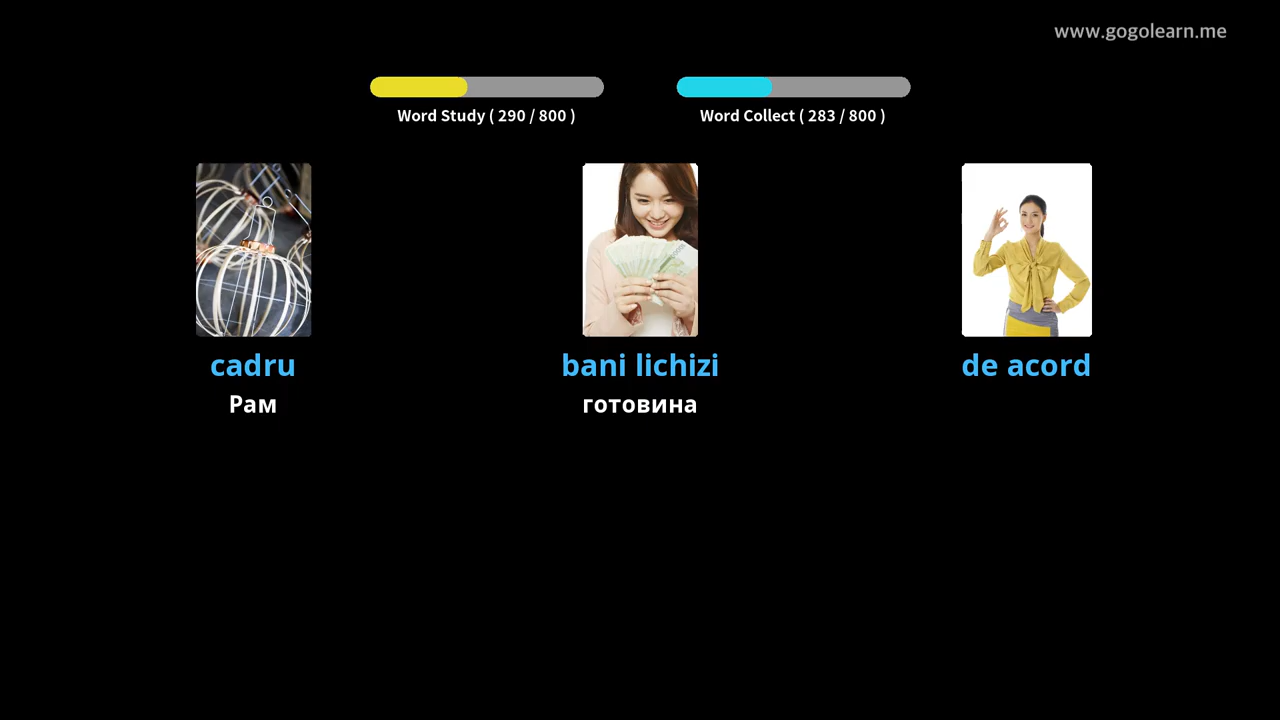 www.gogolearn.me
Word Study ( 290 / 800 )
Word Collect ( 283 / 800 )
cadru
Рам
bani lichizi
готовина
de acord